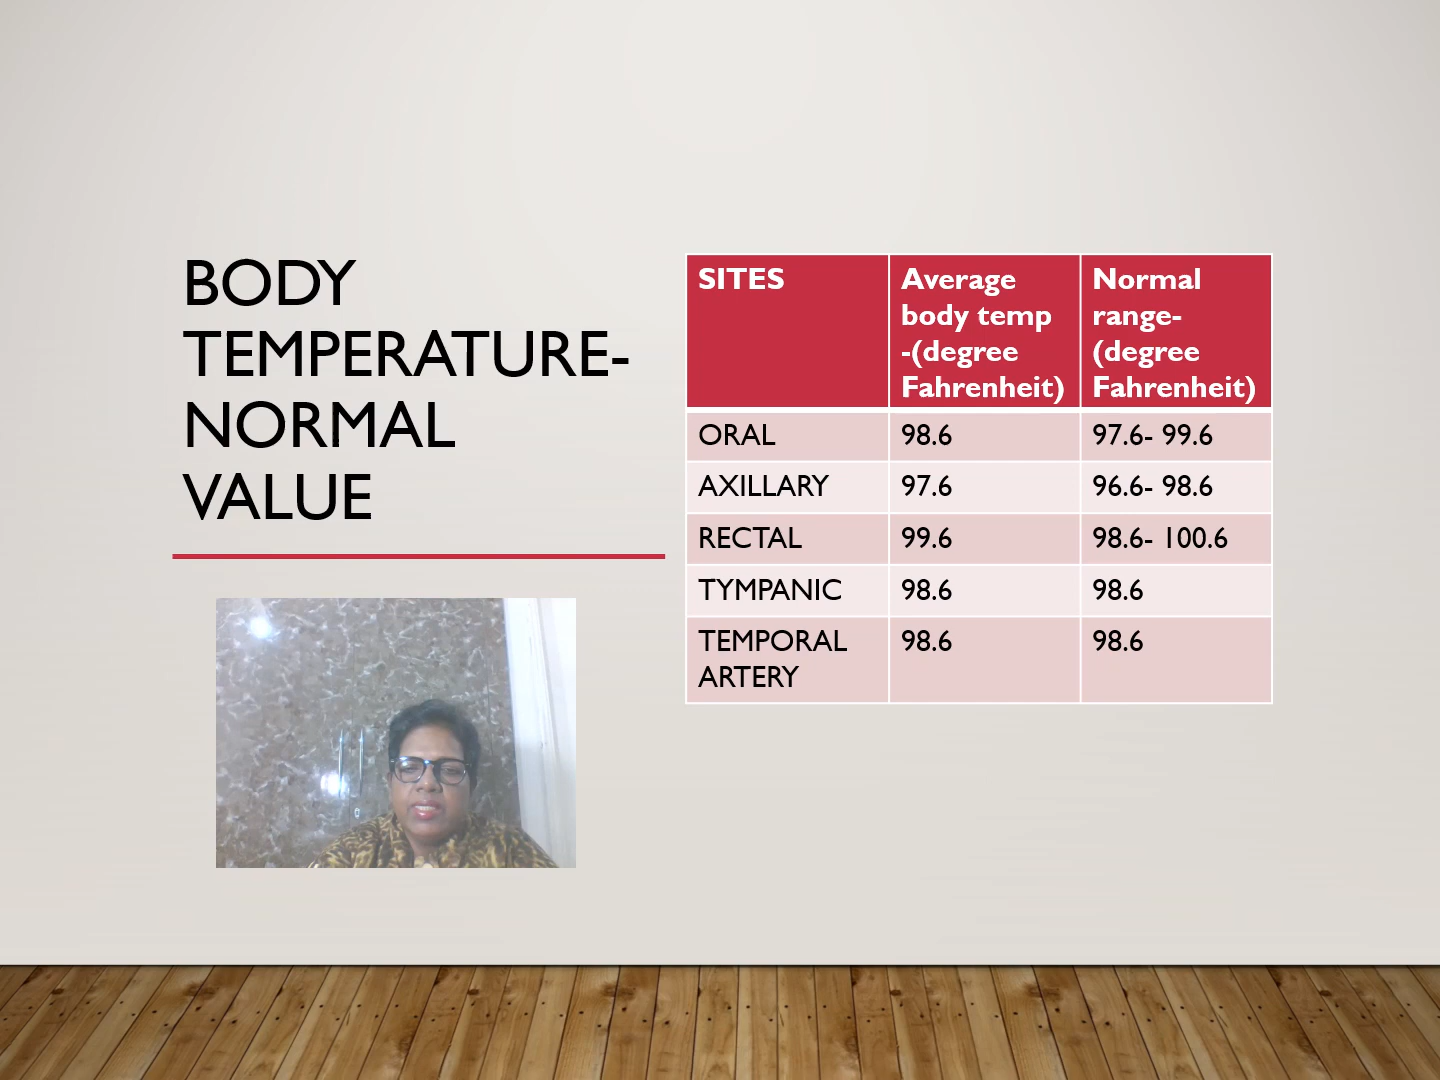 BODY
TEMPERATURE-
NORMAL
VALUE
SITES
Average
body temp
-(degree
Fahrenheit)
Normal
range-
(degree
Fahrenheit)
ORAL 98.6 97.6- 99.6
AXILLARY 97.6 96.6- 98.6
RECTAL 99.6 98.6- 100.6
TYMPANIC 98.6 98.6
TEMPORAL 98.6 98.6
ARTERY